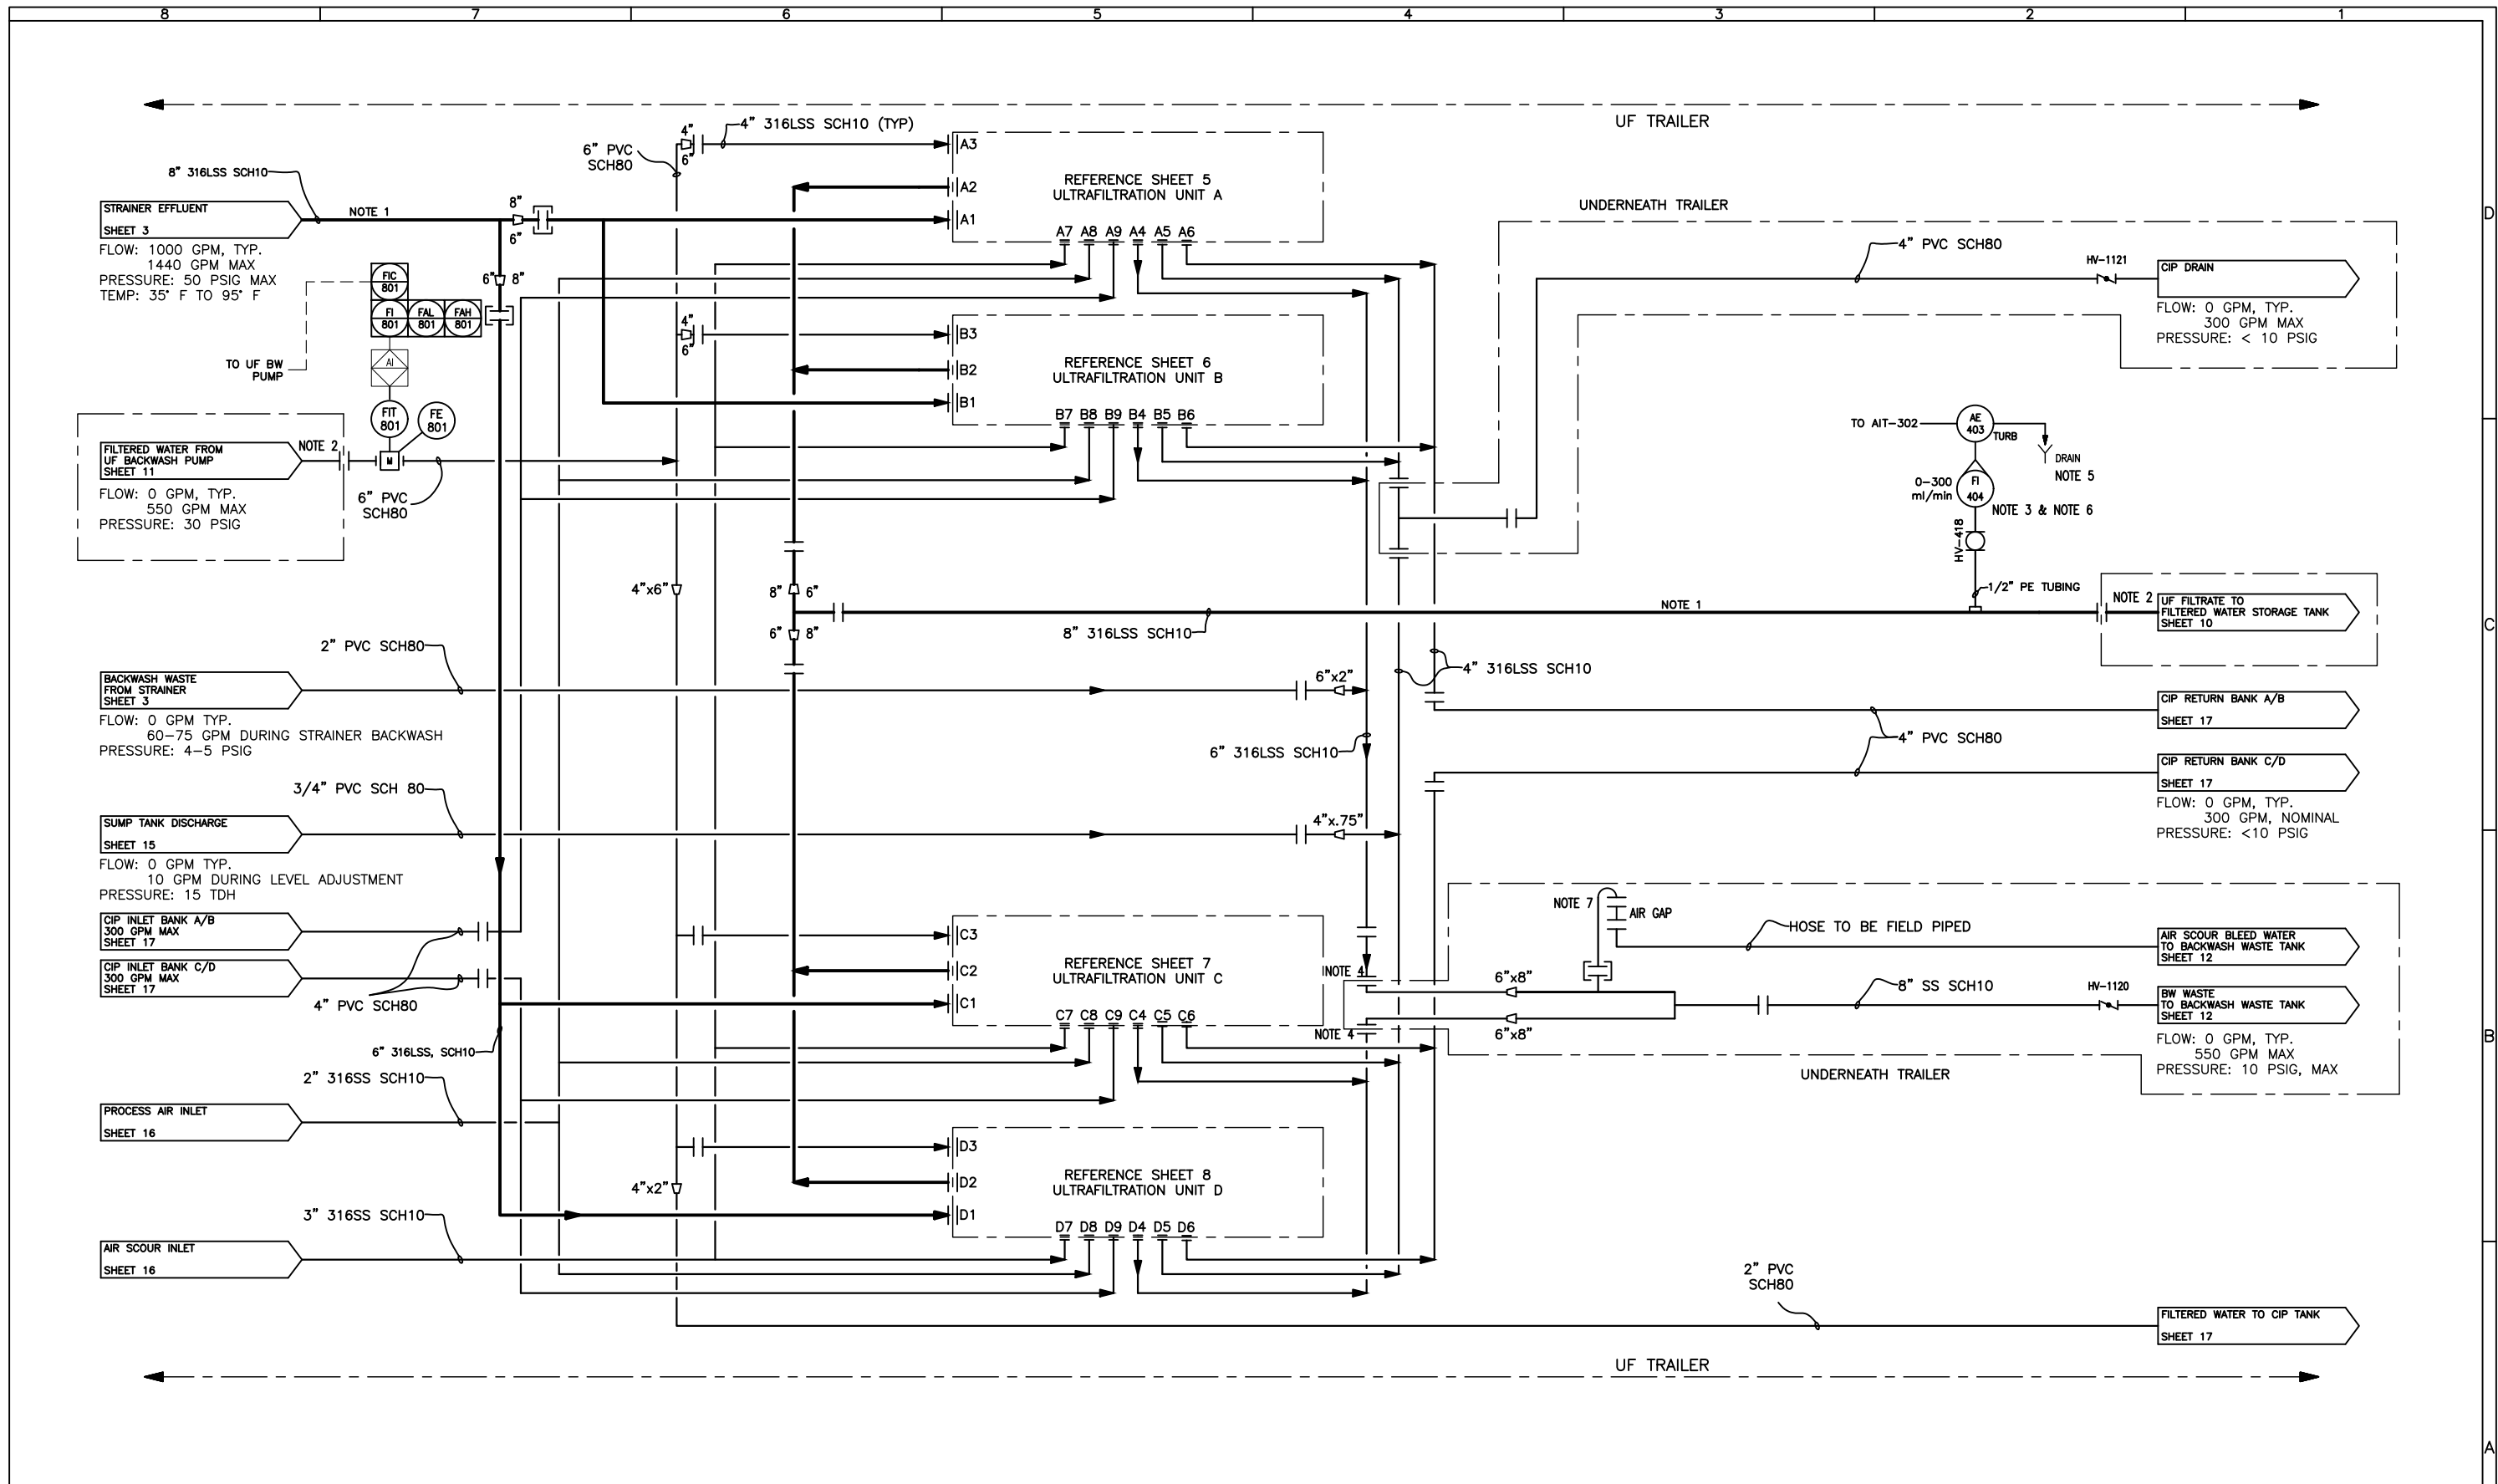 8 7 6 5 4 3 2 1
UF TRAILER
4" 316LSS SCH10 (TYP)
4"
6"
6" PVC
SCH80
A3
A2
A1
REFERENCE SHEET 5
ULTRAFILTRATION UNIT A
A7 A8 A9 A4 A5 A6
8" 316LSS SCH10
STRAINER EFFLUENT
SHEET 3
NOTE 1
8"
6"
FLOW: 1000 GPM, TYP.
1440 GPM MAX
PRESSURE: 50 PSIG MAX
TEMP: 35° F TO 95° F
6" 8"
FIC
801
FI
801
FAL
801
FAH
801
AI
TO UF BW
PUMP
FIT
801
FE
801
UNDERNEATH TRAILER
D
4" PVC SCH80
HV-1121
CIP DRAIN
FLOW: 0 GPM, TYP.
300 GPM MAX
PRESSURE: < 10 PSIG
4"
6"
B3
B2
B1
REFERENCE SHEET 6
ULTRAFILTRATION UNIT B
B7 B8 B9 B4 B5 B6
FILTERED WATER FROM
UF BACKWASH PUMP
SHEET 11
NOTE 2
M
FLOW: 0 GPM, TYP.
550 GPM MAX
PRESSURE: 30 PSIG
6" PVC
SCH80
TO AIT-302
AE
403
TURB
DRAIN
NOTE 5
0-300
ml/min
FI
404
NOTE 3 & NOTE 6
HV-418
1/2" PE TUBING
4"x6"
8" 6"
6" 8"
8" 316LSS SCH10
NOTE 1
NOTE 2
UF FILTRATE TO
FILTERED WATER STORAGE TANK
SHEET 10
C
2" PVC SCH80
BACKWASH WASTE
FROM STRAINER
SHEET 3
FLOW: 0 GPM TYP.
60-75 GPM DURING STRAINER BACKWASH
PRESSURE: 4-5 PSIG
6"x2"
4" 316LSS SCH10
6" 316LSS SCH10
CIP RETURN BANK A/B
SHEET 17
4" PVC SCH80
CIP RETURN BANK C/D
SHEET 17
FLOW: 0 GPM, TYP.
300 GPM, NOMINAL
PRESSURE: <10 PSIG
3/4" PVC SCH 80
SUMP TANK DISCHARGE
SHEET 15
FLOW: 0 GPM TYP.
10 GPM DURING LEVEL ADJUSTMENT
PRESSURE: 15 TDH
4"x.75"
CIP INLET BANK A/B
300 GPM MAX
SHEET 17
CIP INLET BANK C/D
300 GPM MAX
SHEET 17
4" PVC SCH80
6" 316LSS, SCH10
C3
C2
C1
REFERENCE SHEET 7
ULTRAFILTRATION UNIT C
C7 C8 C9 C4 C5 C6
NOTE 4
NOTE 4
NOTE 7
AIR GAP
HOSE TO BE FIELD PIPED
AIR SCOUR BLEED WATER
TO BACKWASH WASTE TANK
SHEET 12
6"x8"
6"x8"
8" SS SCH10
HV-1120
BW WASTE
TO BACKWASH WASTE TANK
SHEET 12
FLOW: 0 GPM, TYP.
550 GPM MAX
PRESSURE: 10 PSIG, MAX
UNDERNEATH TRAILER
B
2" 316SS SCH10
PROCESS AIR INLET
SHEET 16
4"x2"
D3
D2
D1
REFERENCE SHEET 8
ULTRAFILTRATION UNIT D
D7 D8 D9 D4 D5 D6
3" 316SS SCH10
AIR SCOUR INLET
SHEET 16
2" PVC
SCH80
FILTERED WATER TO CIP TANK
SHEET 17
UF TRAILER
A